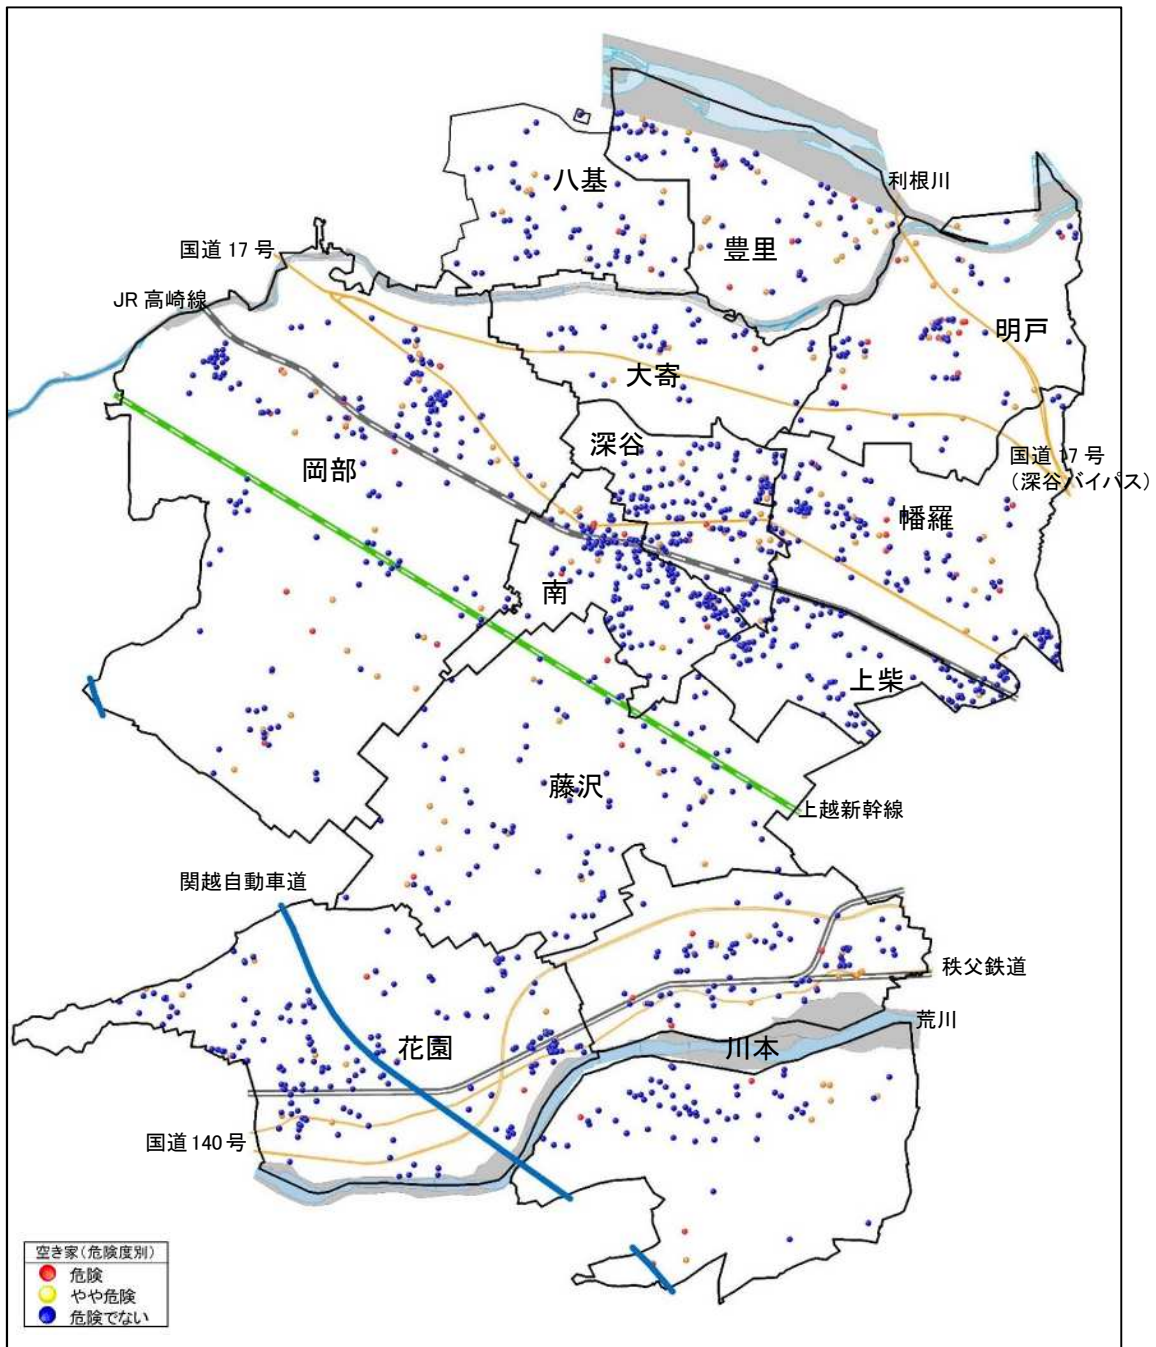 八基
利根川
豊里
国道17号
JR高崎線
明戸
大寄
深谷
国道17号
(深谷バイパス)
岡部
幡羅
南
上柴
藤沢
上越新幹線
関越自動車道
秩父鉄道
荒川
花園
川本
国道140号
空き家(危険度別)
危険
やや危険
危険でない